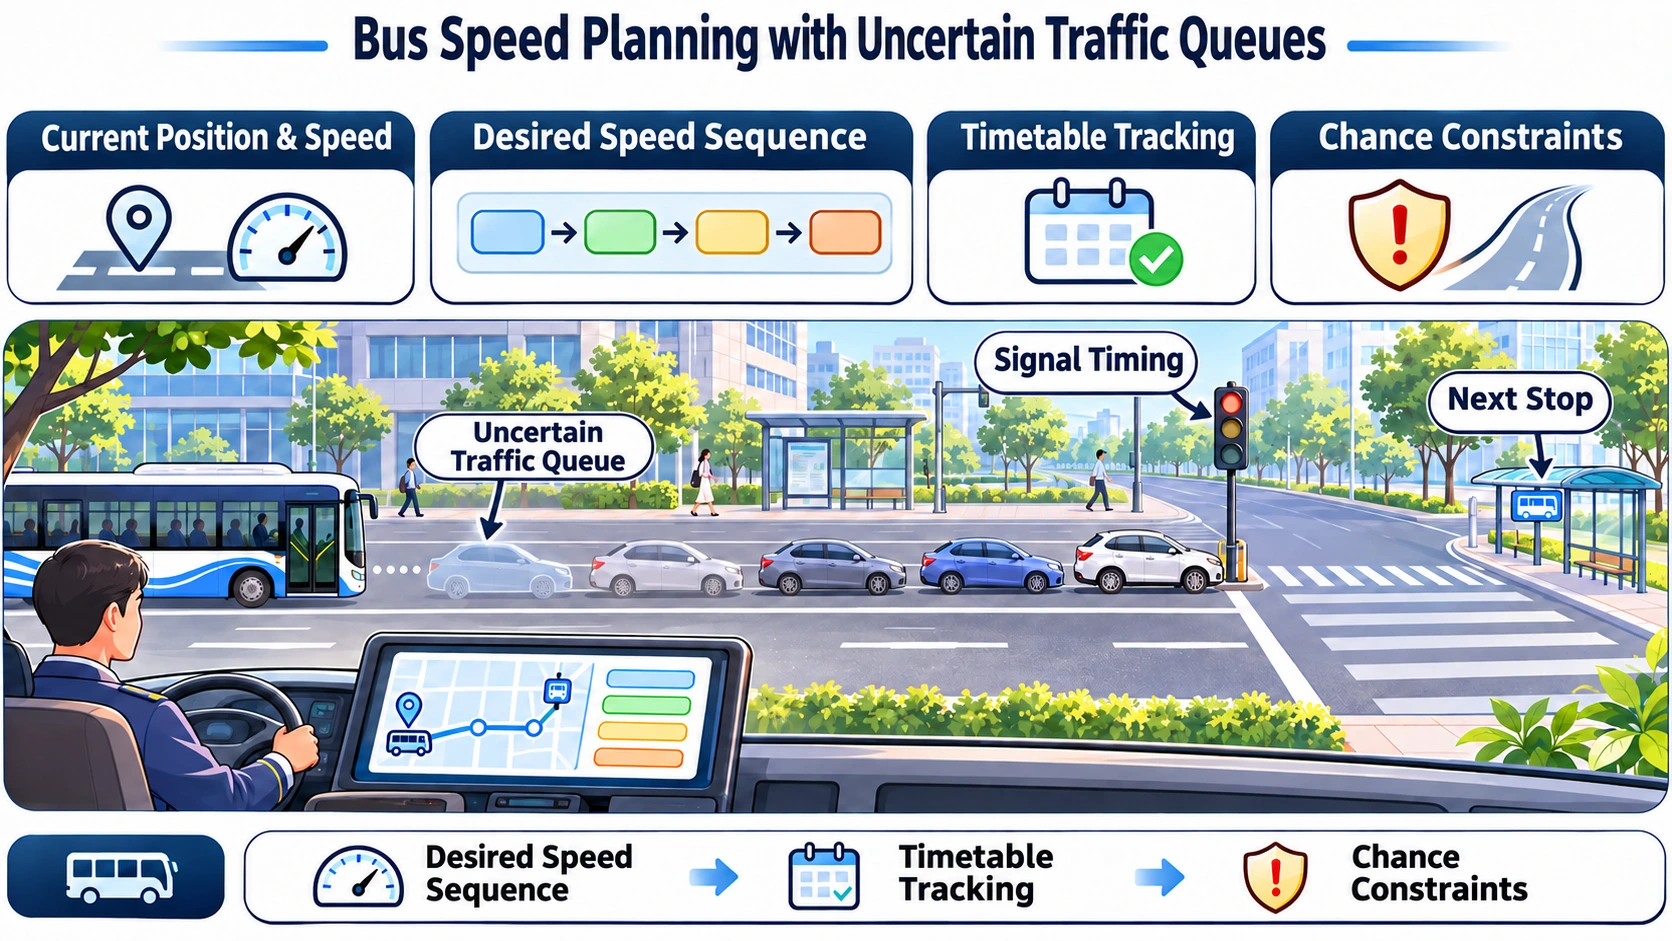 Bus Speed Planning with Uncertain Traffic Queues
Current Position & Speed
Desired Speed Sequence
Timetable Tracking
Chance Constraints
Signal Timing
Next Stop
Uncertain
Traffic Queue
Desired Speed
Sequence
Timetable
Tracking
Chance
Constraints